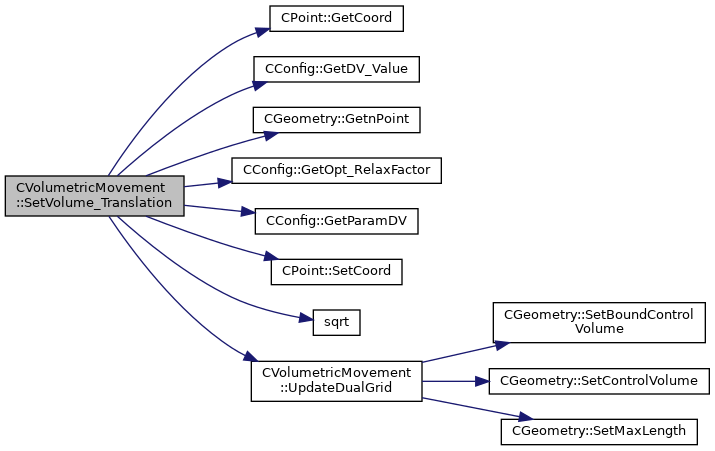 CPoint::GetCoord
CConfig::GetDV_Value
CGeometry::GetnPoint
CConfig::GetOpt_RelaxFactor
CVolumetricMovement
::SetVolume_Translation
CConfig::GetParamDV
CPoint::SetCoord
sqrt
CVolumetricMovement
::UpdateDualGrid
CGeometry::SetBoundControl
Volume
CGeometry::SetControlVolume
CGeometry::SetMaxLength